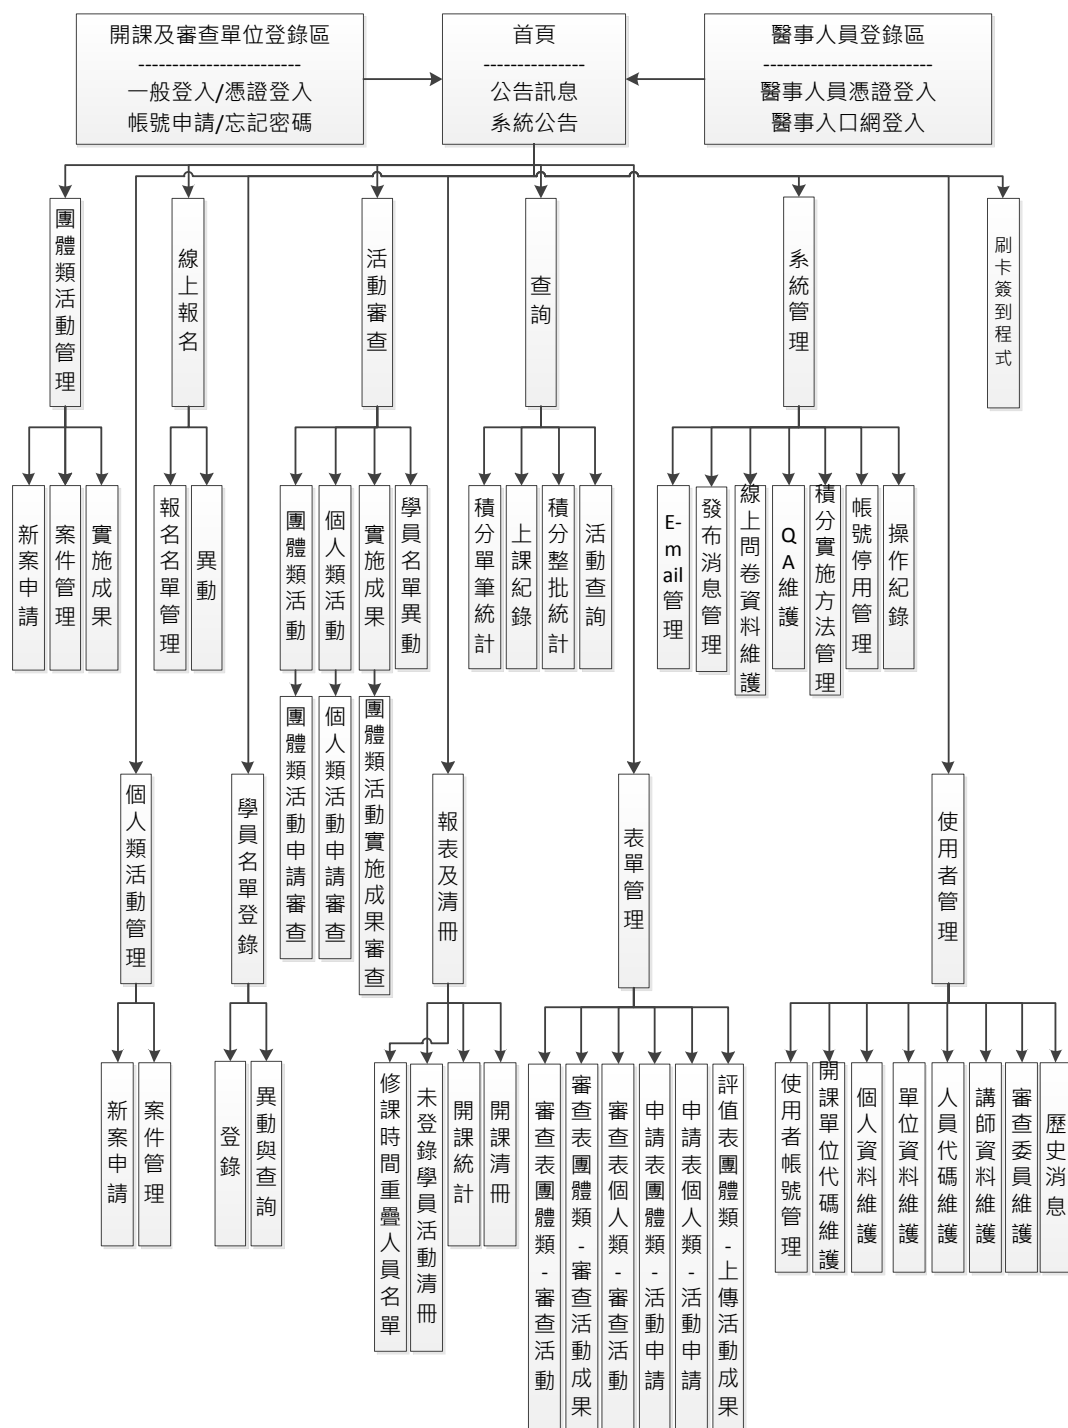 開課及審查單位登錄區
-----------------------
一般登入/憑證登入
帳號申請/忘記密碼
首頁
--------------
公告訊息
系統公告
醫事人員登錄區
------------------------
醫事人員憑證登入
醫事入口網登入
團體類活動管理
線上報名
活動審查
查詢
系統管理
刷卡簽到程式
新案申請
案件管理
實施成果
報名名單管理
異動
團體類活動
個人類活動
實施成果
學員名單異動
積分單筆統計
上課紀錄
積分整批統計
活動查詢
E-mail管理
發布消息管理
線上問卷資料維護
QA維護
積分實施方法管理
帳號停用管理
操作紀錄
團體類活動申請審查
個人類活動申請審查
團體類活動實施成果審查
個人類活動管理
學員名單登錄
報表及清冊
表單管理
使用者管理
新案申請
案件管理
登錄
異動與查詢
修課時間重疊人員名單
未登錄學員活動清冊
開課統計
開課清冊
審查表團體類-審查活動
審查表團體類-審查活動成果
審查表個人類-審查活動
申請表團體類-活動申請
申請表個人類-活動申請
評值表團體類-上傳活動成果
使用者帳號管理
開課單位代碼維護
個人資料維護
單位資料維護
人員代碼維護
講師資料維護
審查委員維護
歷史消息